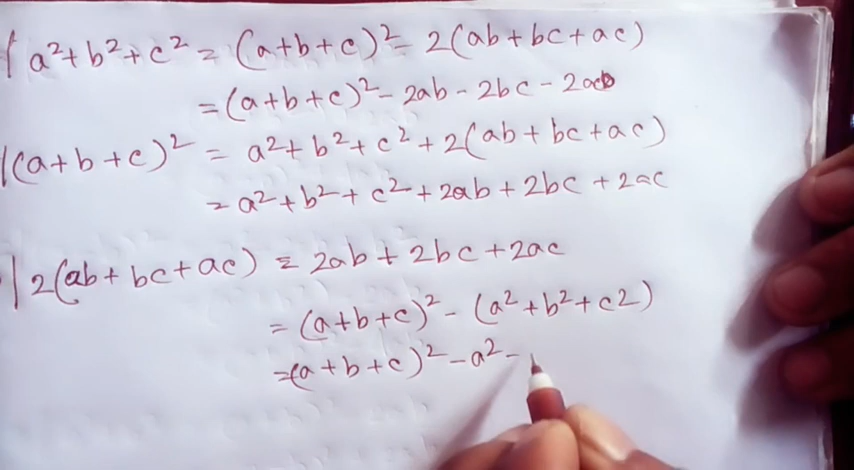 a²+b²+c² = (a+b+c)² - 2(ab+bc+ac)
= (a+b+c)² - 2ab - 2bc - 2ac
(a+b+c)² = a²+b²+c²+2(ab+bc+ac)
= a²+b²+c²+2ab+2bc+2ac
2(ab+bc+ac) = 2ab+2bc+2ac
= (a+b+c)² - (a²+b²+c2)
= (a+b+c)² - a² -